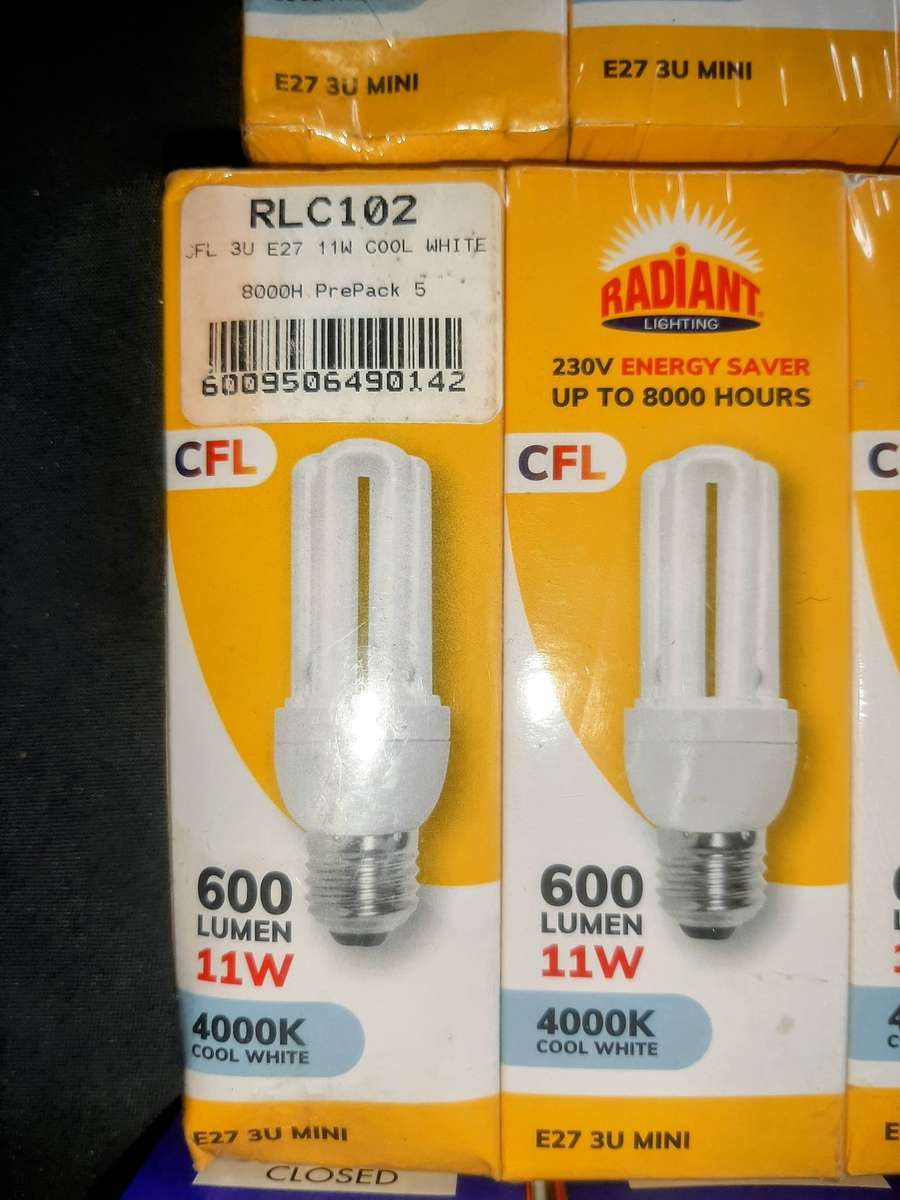 E27 3U MINI
E27 3U MINI
RLC102
CFL 3U E27 11W COOL WHITE
8000H PrePack 5
6009506490142
CFL
600
LUMEN
11W
4000K
COOL WHITE
E27 3U MINI
RADiANT
LIGHTING
230V ENERGY SAVER
UP TO 8000 HOURS
CFL
600
LUMEN
11W
4000K
COOL WHITE
E27 3U MINI
CLOSED